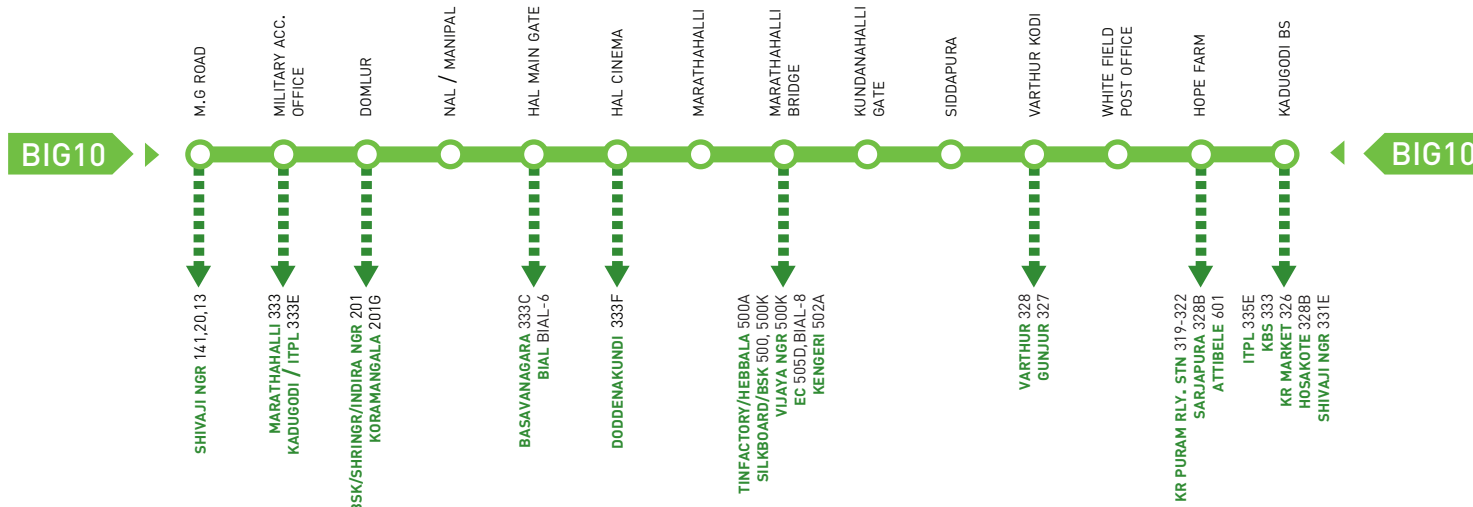 M.G ROAD
MILITARY ACC.
OFFICE
DOMLUR
NAL / MANIPAL
HAL MAIN GATE
HAL CINEMA
MARATHAHALLI
MARATHAHALLI
BRIDGE
KUNDANAHALLI
GATE
SIDDAPURA
VARTHUR KODI
WHITE FIELD
POST OFFICE
HOPE FARM
KADUGODI BS
BIG10
BIG10
SHIVAJI NGR 141,20,13
MARATHAHALLI 333
KADUGODI / ITPL 333E
BSK/SHRINGR/INDIRA NGR 201
KORAMANGALA 201G
BASAVANAGARA 333C
BIAL BIAL-6
DODDENAKUNDI 333F
TINFACTORY/HEBBALA 500A
SILKBOARD/BSK 500, 500K
VIJAYA NGR 500K
EC 505D,BIAL-8
KENGERI 502A
VARTHUR 328
GUNJUR 327
KR PURAM RLY. STN 319-322
SARJAPURA 328B
ATTIBELE 601
ITPL 335E
KBS 333
KR MARKET 326
HOSAKOTE 328B
SHIVAJI NGR 331E